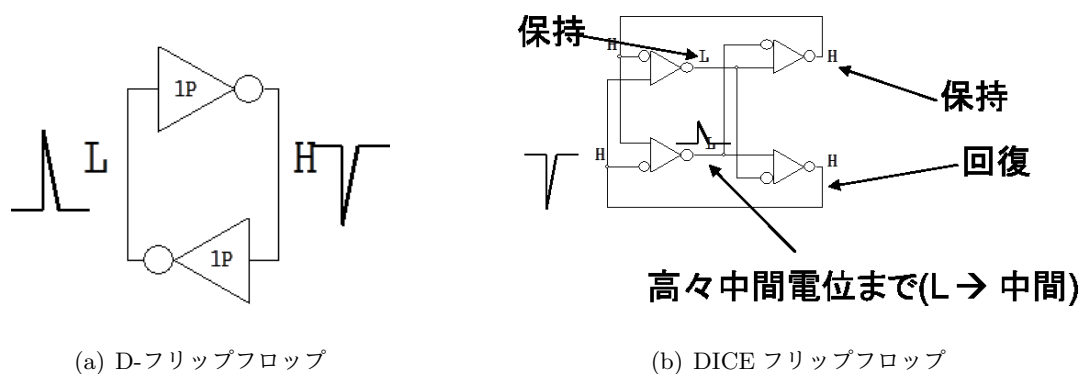 1P
L
H
1P
(a) D-フリップフロップ
保持
H
L
H
保持
L
H
H
回復
高々中間電位まで(L → 中間)
(b) DICE フリップフロップ